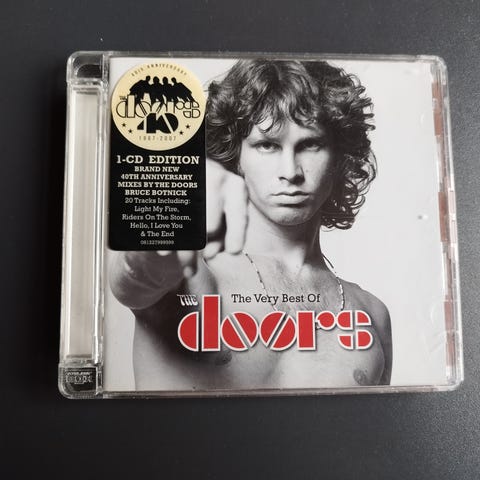 40TH ANNIVERSARY
THE
doors
40
1967-2007
1-CD EDITION
BRAND NEW
40TH ANNIVERSARY
MIXES BY THE DOORS
BRUCE BOTNICK
20 Tracks Including:
Light My Fire,
Riders On The Storm,
Hello, I Love You
& The End
081227999599
The Very Best Of
THE
doors